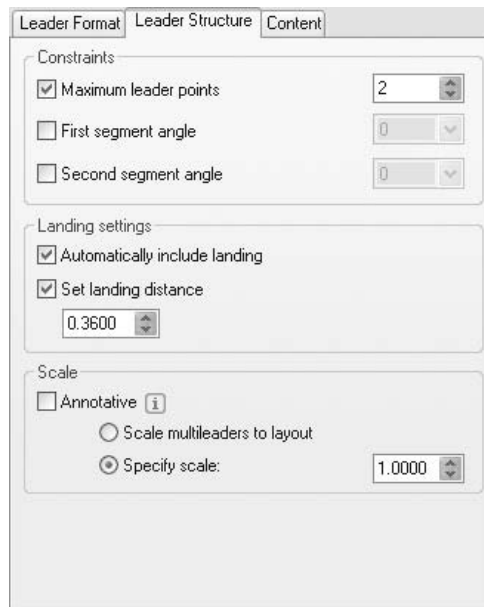 Leader Format Leader Structure Content
Constraints
Maximum leader points 2
First segment angle 0
Second segment angle 0
Landing settings
Automatically include landing
Set landing distance
0.3600
Scale
Annotative i
Scale multileaders to layout
Specify scale: 1.0000